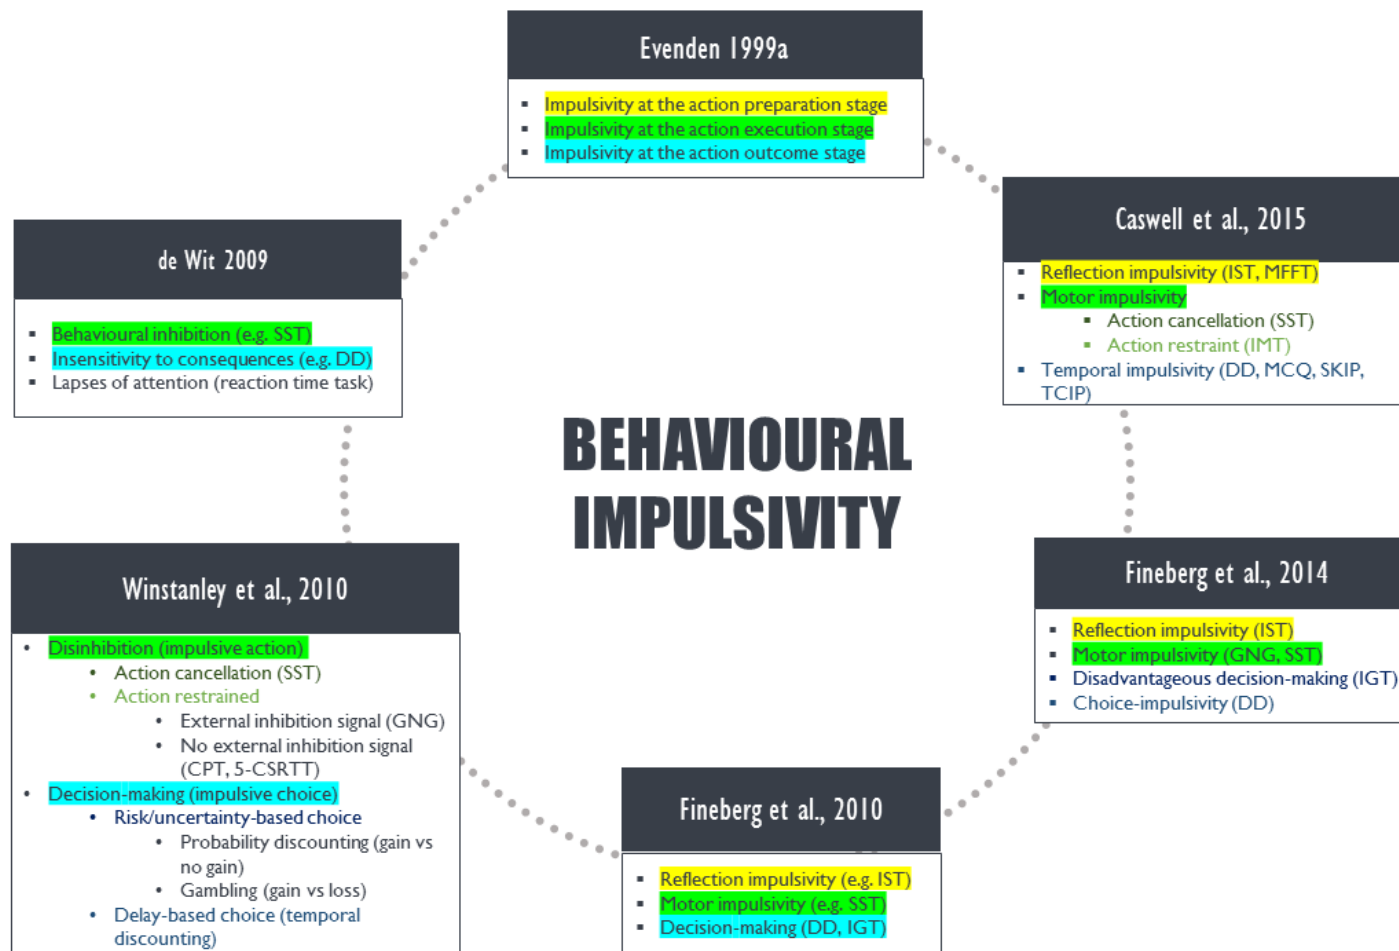 Evenden 1999a
▪ Impulsivity at the action preparation stage
▪ Impulsivity at the action execution stage
▪ Impulsivity at the action outcome stage
Caswell et al., 2015
▪ Reflection impulsivity (IST, MFFT)
▪ Motor impulsivity
▪ Action cancellation (SST)
▪ Action restraint (IMT)
▪ Temporal impulsivity (DD, MCQ, SKIP,
TCIP)
de Wit 2009
▪ Behavioural inhibition (e.g. SST)
▪ Insensitivity to consequences (e.g. DD)
▪ Lapses of attention (reaction time task)
BEHAVIOURAL
IMPULSIVITY
Winstanley et al., 2010
• Disinhibition (impulsive action)
• Action cancellation (SST)
• Action restrained
• External inhibition signal (GNG)
• No external inhibition signal
(CPT, 5-CSRTT)
• Decision-making (impulsive choice)
• Risk/uncertainty-based choice
• Probability discounting (gain vs
no gain)
• Gambling (gain vs loss)
• Delay-based choice (temporal
discounting)
Fineberg et al., 2014
▪ Reflection impulsivity (IST)
▪ Motor impulsivity (GNG, SST)
▪ Disadvantageous decision-making (IGT)
▪ Choice-impulsivity (DD)
Fineberg et al., 2010
▪ Reflection impulsivity (e.g. IST)
▪ Motor impulsivity (e.g. SST)
▪ Decision-making (DD, IGT)